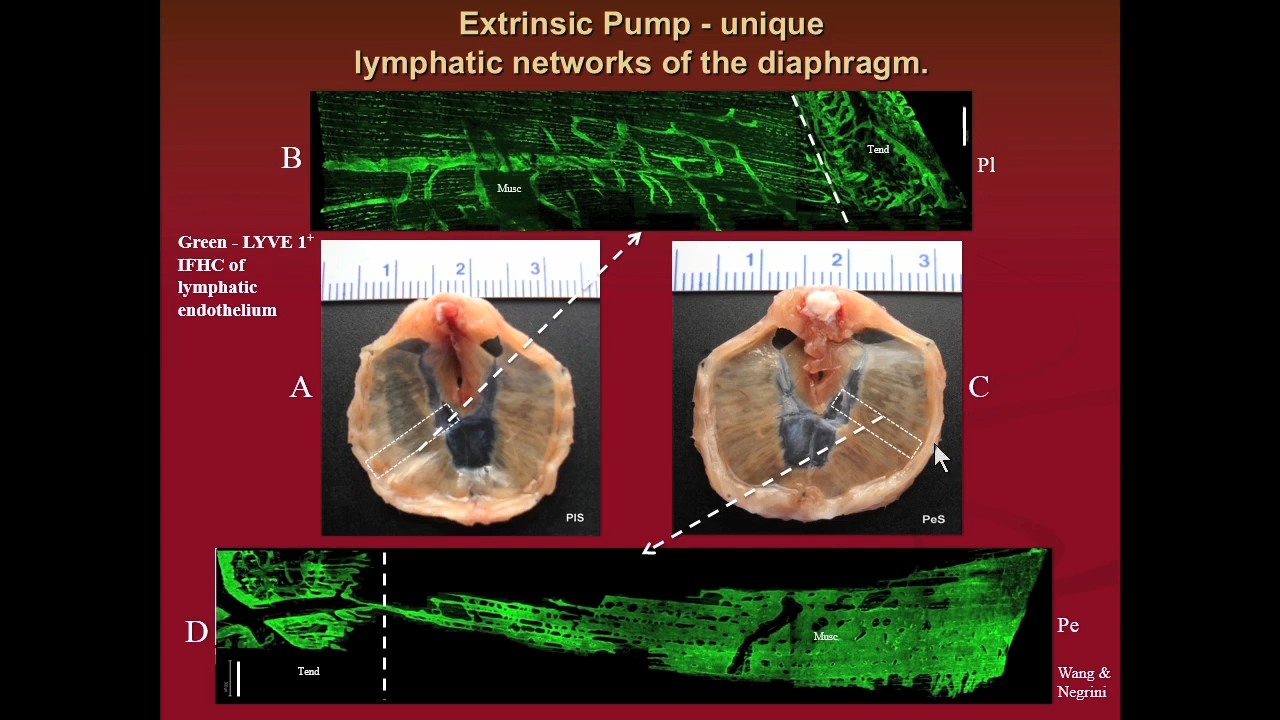 Extrinsic Pump - unique
lymphatic networks of the diaphragm.
B
Musc
Tend
Pl
Green - LYVE 1+
IFHC of
lymphatic
endothelium
1 2 3
1 2 3
A
C
PlS
PeS
D
Tend
Musc
Pe
Wang &
Negrini